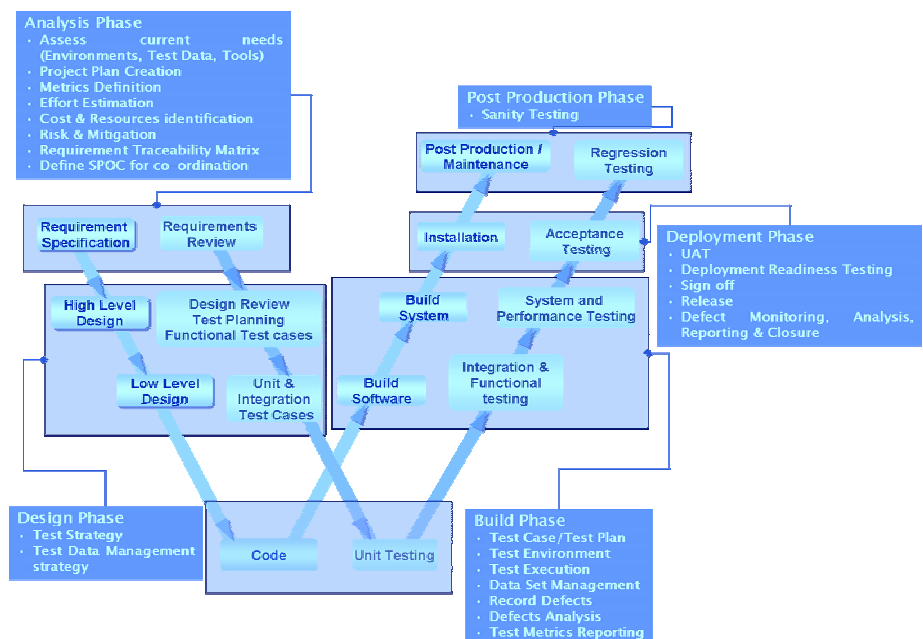 Analysis Phase
· Assess current needs
(Environments, Test Data, Tools)
· Project Plan Creation
· Metrics Definition
· Effort Estimation
· Cost & Resources identification
· Risk & Mitigation
· Requirement Traceability Matrix
· Define SPOC for co ordination
Post Production Phase
· Sanity Testing
Post Production /
Maintenance
Regression
Testing
Requirement
Specification
Requirements
Review
Installation
Acceptance
Testing
Deployment Phase
· UAT
· Deployment Readiness Testing
· Sign off
· Release
· Defect Monitoring, Analysis,
Reporting & Closure
High Level
Design
Design Review
Test Planning
Functional Test cases
Build
System
System and
Performance Testing
Low Level
Design
Unit &
Integration
Test Cases
Build
Software
Integration &
Functional
testing
Design Phase
· Test Strategy
· Test Data Management
strategy
Code
Unit Testing
Build Phase
· Test Case/Test Plan
· Test Environment
· Test Execution
· Data Set Management
· Record Defects
· Defects Analysis
· Test Metrics Reporting